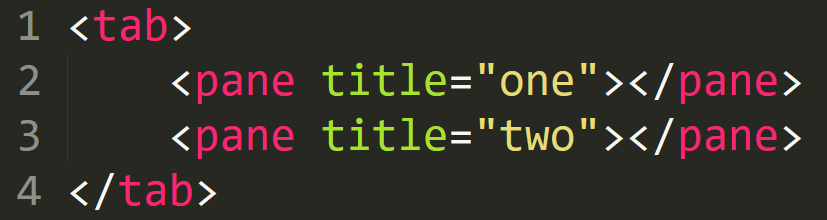 1 <tab>
2     <pane title="one"></pane>
3     <pane title="two"></pane>
4 </tab>